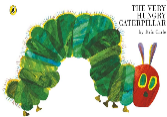 THE VERY
HUNGRY
CATERPILLAR
by Eric Carle